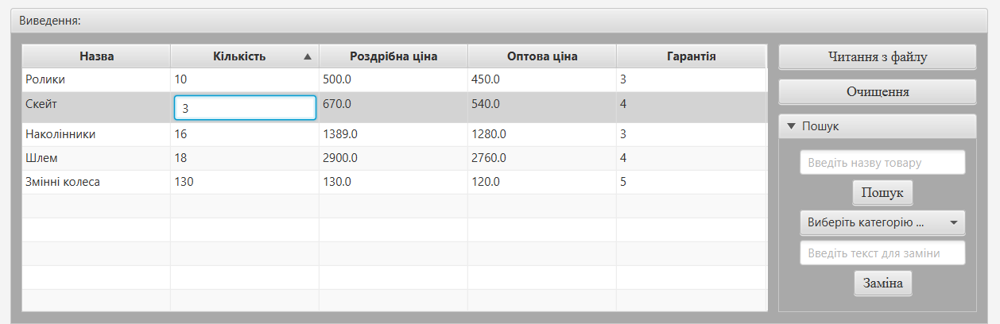 Виведення:
Назва Кількість Роздрібна ціна Оптова ціна Гарантія
Ролики 10 500.0 450.0 3
Скейт 3 670.0 540.0 4
Наколінники 16 1389.0 1280.0 3
Шлем 18 2900.0 2760.0 4
Змінні колеса 130 130.0 120.0 5
Читання з файлу
Очищення
Пошук
Введіть назву товару
Пошук
Виберіть категорію ...
Введіть текст для заміни
Заміна